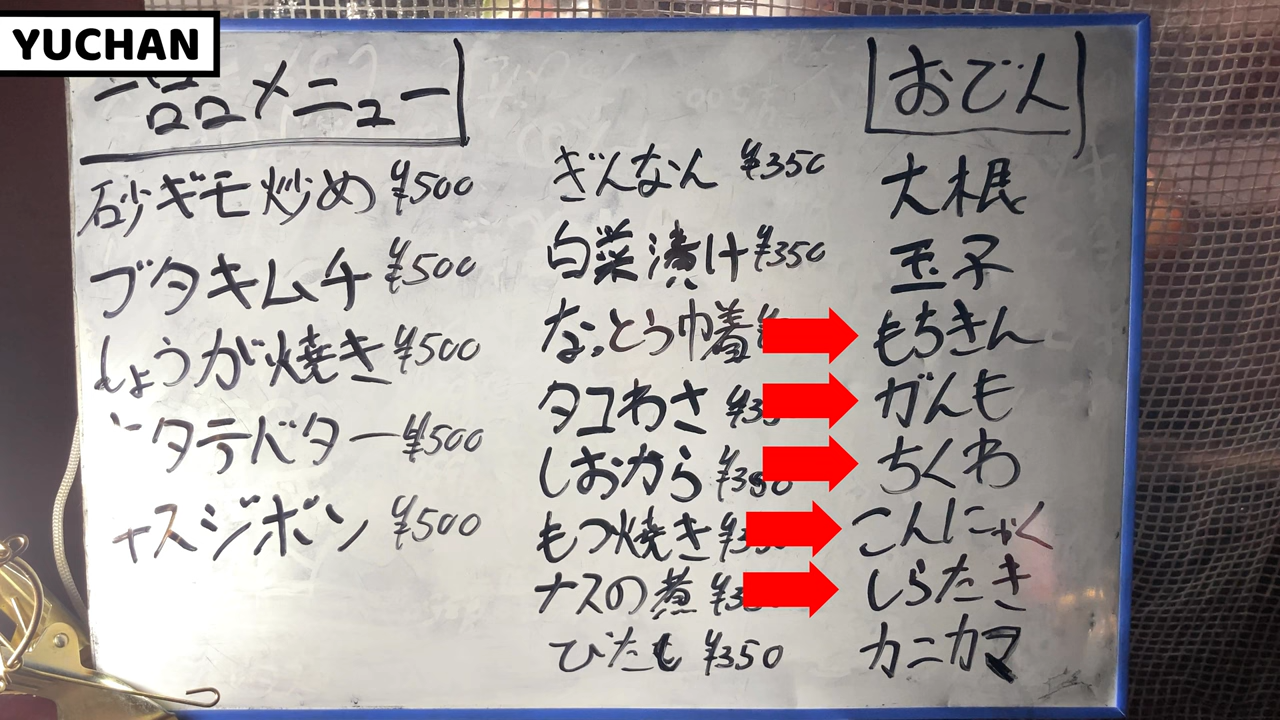 YUCHAN
一品メニュー
砂ギモ炒め ¥500
ブタキムチ ¥500
しょうが焼き ¥500
タテバター ¥500
スジポン ¥500
ぎんなん ¥350
白菜漬け ¥350
なっとう巾着
タコわさ
しおから ¥350
もつ焼き
ナスの煮
びたし ¥350
おでん
大根
玉子
もちきん
がんも
ちくわ
こんにゃく
しらたき
カニカマ